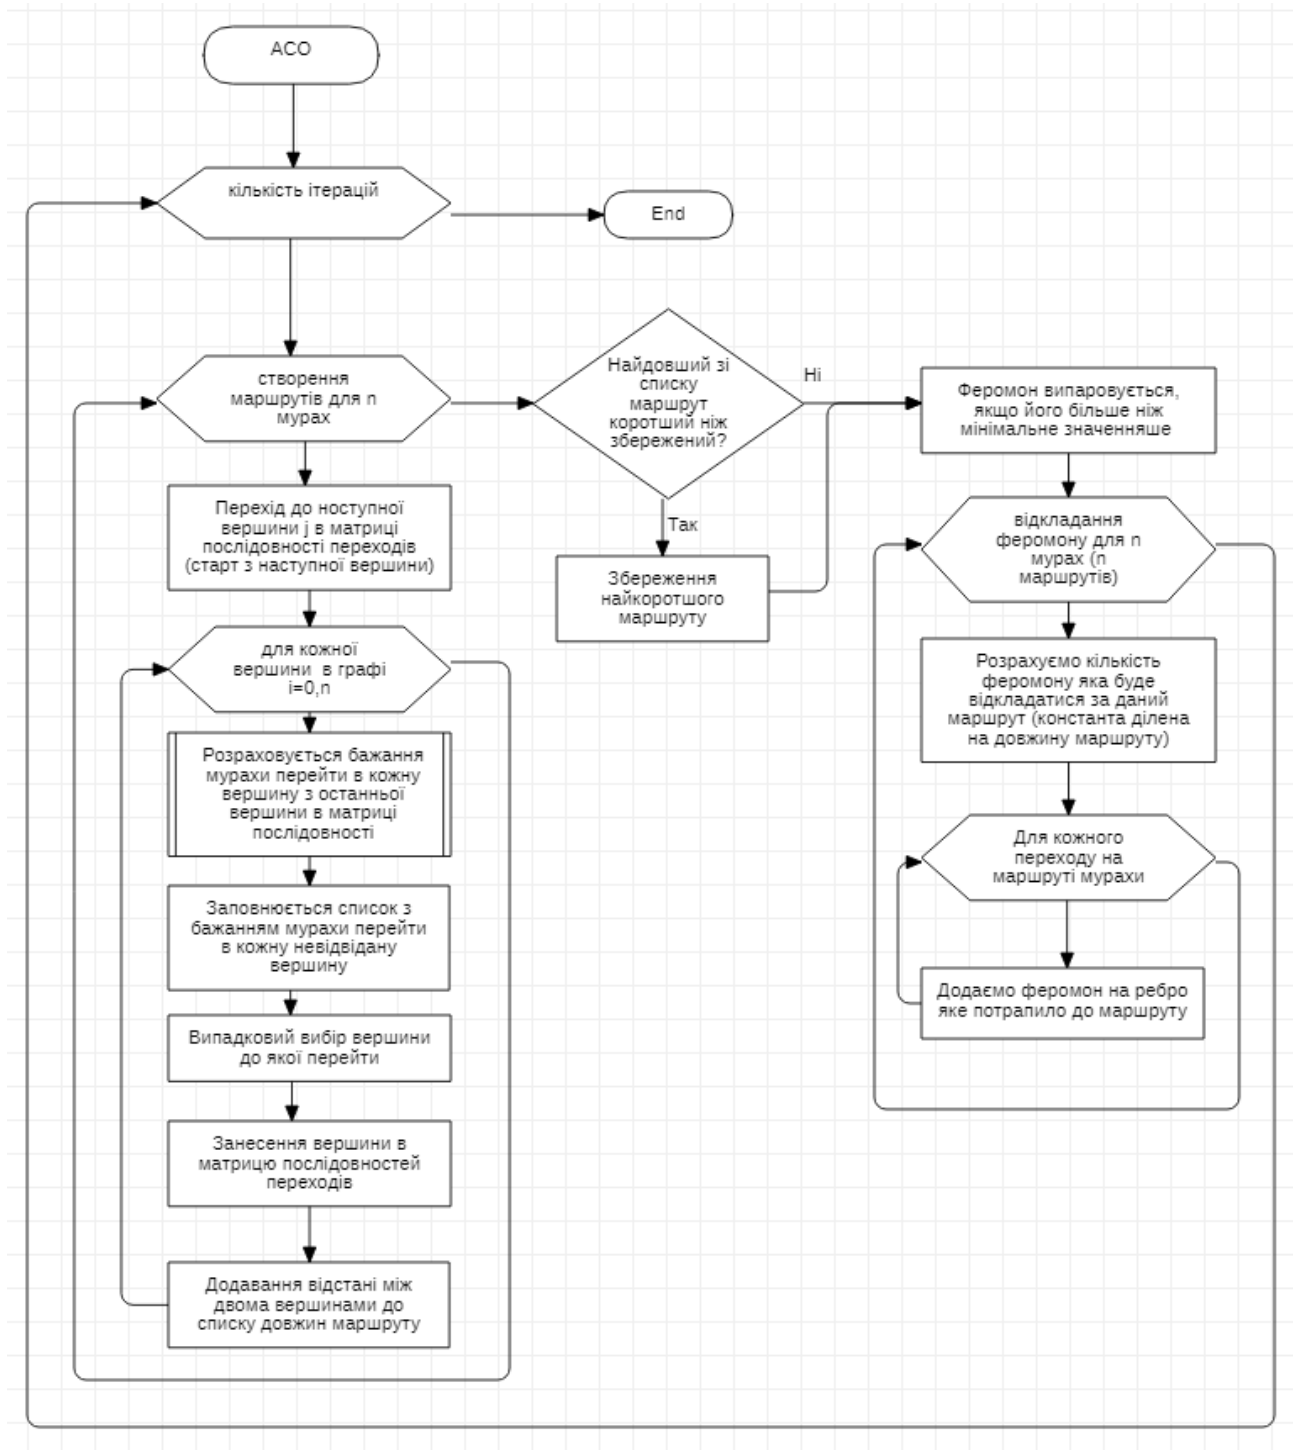 ACO
кількість ітерацій
End
створення
маршрутів для n
мурах
Перехід до ноступної
вершини j в матриці
послідовності переходів
(старт з наступної вершини)
для кожної
вершини в графі
i=0,n
Розраховується бажання
мурахи перейти в кожну
вершину з останньої
вершини в матриці
послідовності
Заповнюється список з
бажанням мурахи перейти
в кожну невідвідану
вершину
Випадковий вибір вершини
до якої перейти
Занесення вершини в
матрицю послідовностей
переходів
Додавання відстані між
двома вершинами до
списку довжин маршруту
Найдовший зі
списку
маршрут
коротший ніж
збережений?
Ні
Так
Збереження
найкоротшого
маршруту
Феромон випаровується,
якщо його більше ніж
мінімальне значенняше
відкладання
феромону для n
мурах (n
маршрутів)
Розрахуємо кількість
феромону яка буде
відкладатися за даний
маршрут (константа ділена
на довжину маршруту)
Для кожного
переходу на
маршруті мурахи
Додаємо феромон на ребро
яке потрапило до маршруту